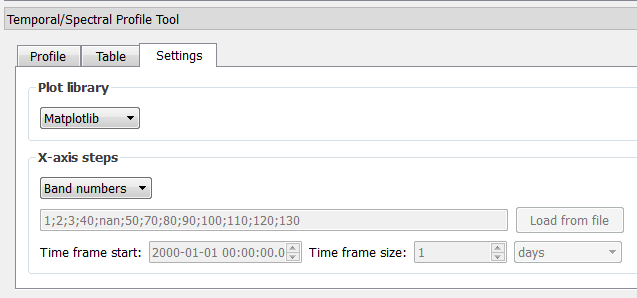 Temporal/Spectral Profile Tool
Profile Table Settings
Plot library
Matplotlib
X-axis steps
Band numbers
1;2;3;40;nan;50;70;80;90;100;110;120;130 Load from file
Time frame start: 2000-01-01 00:00:00.0 Time frame size: 1 days